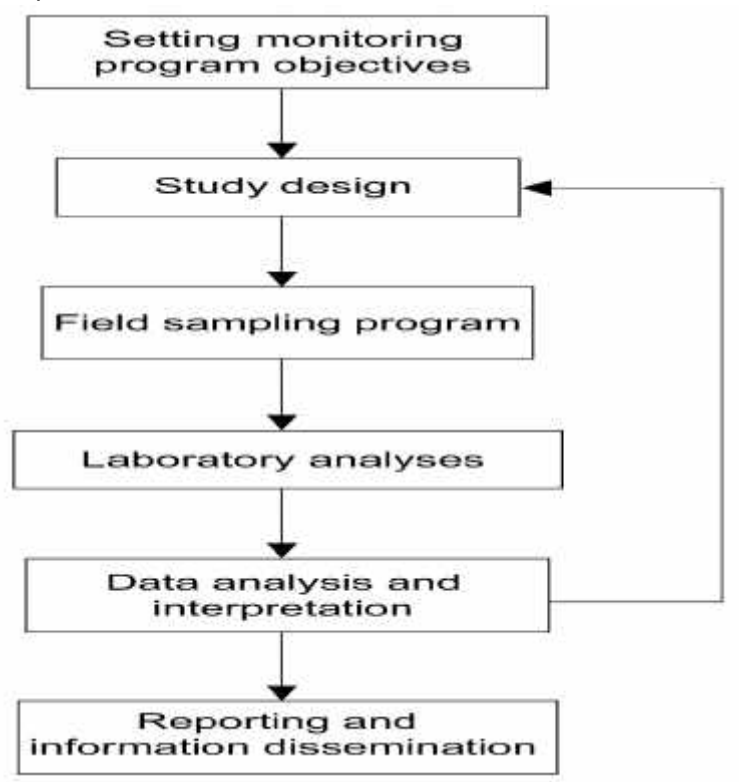 Setting monitoring
program objectives
Study design
Field sampling program
Laboratory analyses
Data analysis and
interpretation
Reporting and
information dissemination